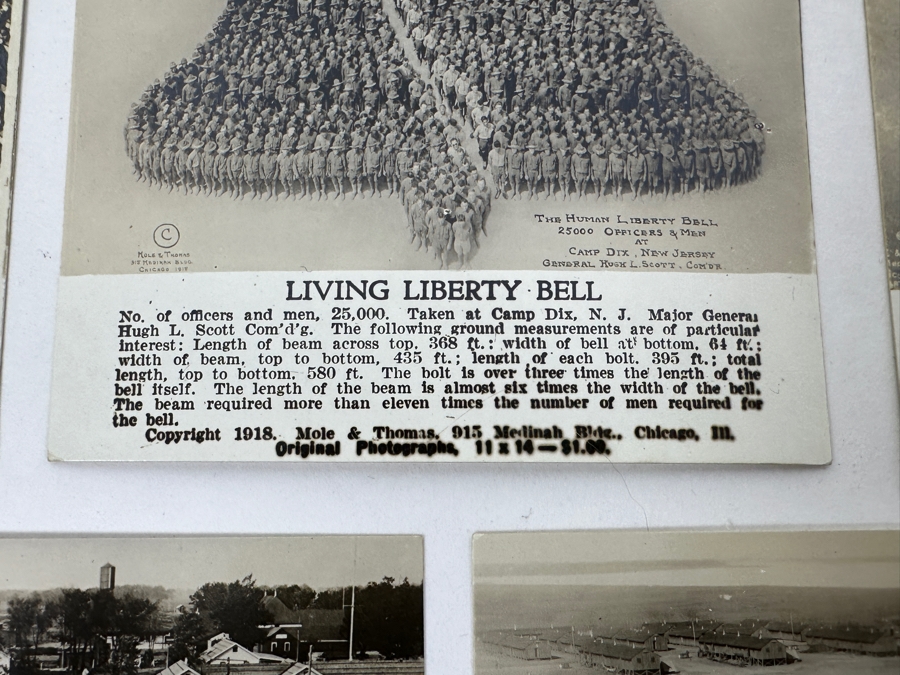 THE HUMAN LIBERTY BELL
25000 OFFICERS & MEN
AT
CAMP DIX, NEW JERSEY
GENERAL HUGH L. SCOTT, COMD'R
©
MOLE & THOMAS
915 MEDINAH BLDG.
CHICAGO 1918
LIVING LIBERTY BELL
No. of officers and men, 25,000. Taken at Camp Dix, N. J. Major General
Hugh L. Scott Com'd'g. The following ground measurements are of particular
interest: Length of beam across top, 368 ft.: width of bell at bottom, 64 ft.;
width of beam, top to bottom, 435 ft.; length of each bolt. 395 ft.; total
length, top to bottom, 580 ft. The bolt is over three times the length of the
bell itself. The length of the beam is almost six times the width of the bell.
The beam required more than eleven times the number of men required for
the bell.
Copyright 1918. Mole & Thomas, 915 Medinah Bldg., Chicago, Ill.
Original Photographs, 11 x 14—$1.00.